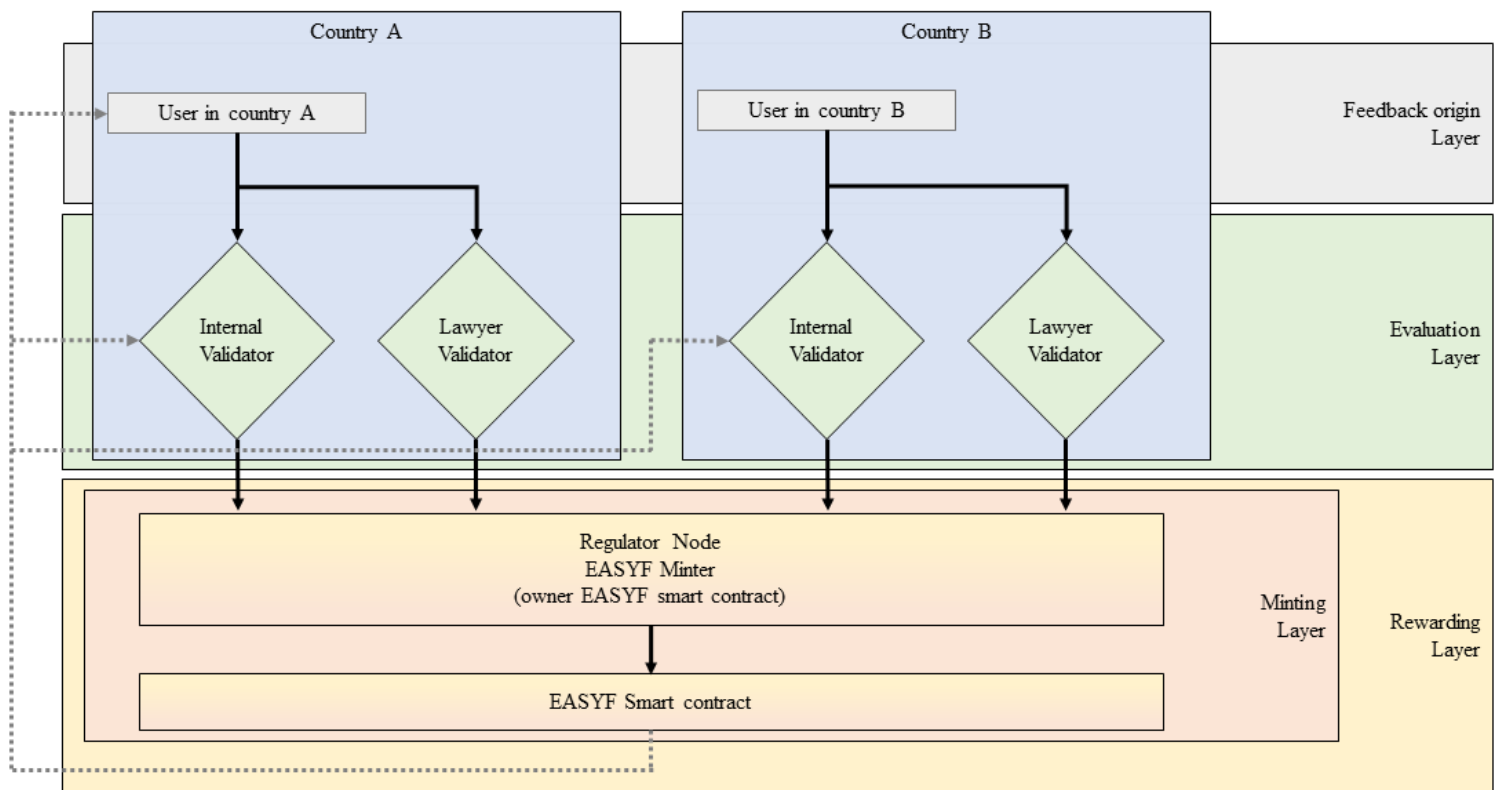 Country A
Country B
User in country A
User in country B
Feedback origin
Layer
Internal
Validator
Lawyer
Validator
Internal
Validator
Lawyer
Validator
Evaluation
Layer
Regulator Node
EASYF Minter
(owner EASYF smart contract)
Minting
Layer
Rewarding
Layer
EASYF Smart contract